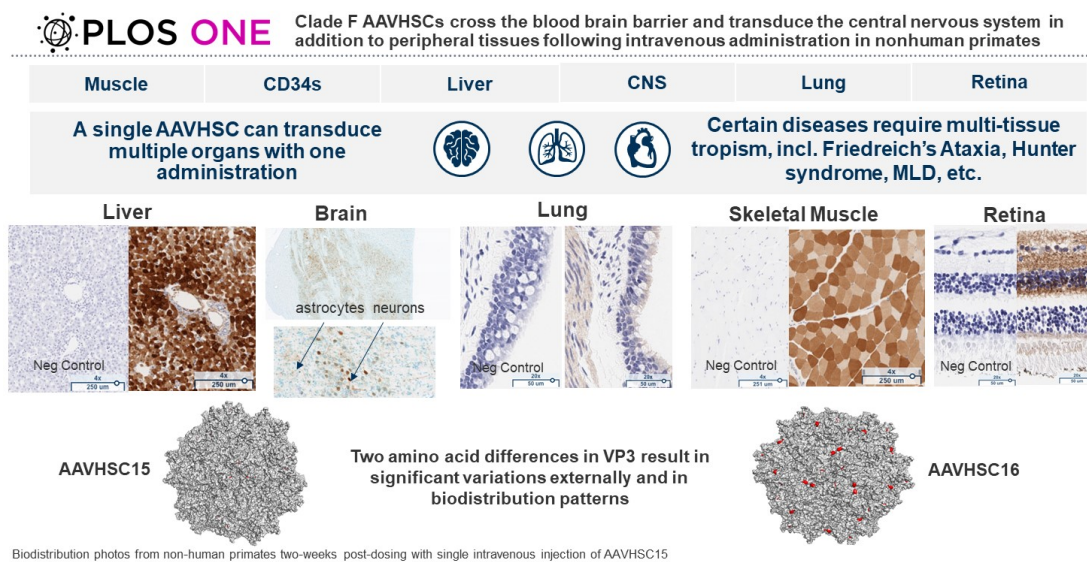 PLOS ONE
Clade F AAVHSCs cross the blood brain barrier and transduce the central nervous system in
addition to peripheral tissues following intravenous administration in nonhuman primates
Muscle
CD34s
Liver
CNS
Lung
Retina
A single AAVHSC can transduce
multiple organs with one
administration
Certain diseases require multi-tissue
tropism, incl. Friedreich's Ataxia, Hunter
syndrome, MLD, etc.
Liver
Brain
Lung
Skeletal Muscle
Retina
astrocytes
neurons
Neg Control
4x
250 um
4x
250 um
Neg Control
20x
50 um
20x
50 um
Neg Control
4x
251 um
4x
250 um
Neg Control
20x
50 um
20x
50 um
AAVHSC15
Two amino acid differences in VP3 result in
significant variations externally and in
biodistribution patterns
AAVHSC16
Biodistribution photos from non-human primates two-weeks post-dosing with single intravenous injection of AAVHSC15